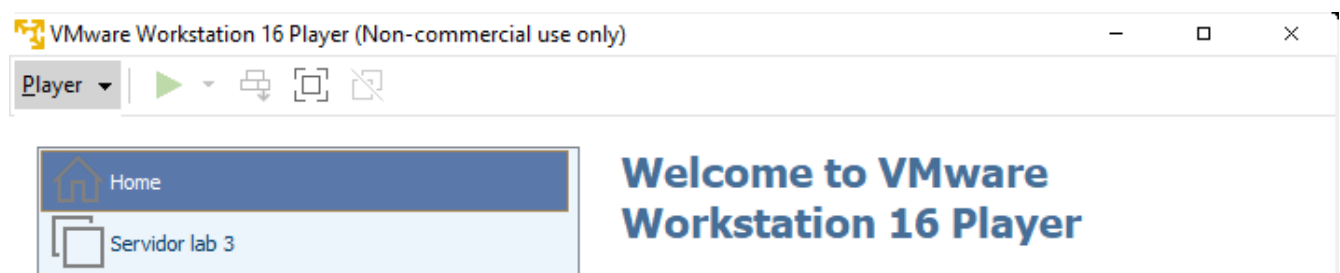 VMware Workstation 16 Player (Non-commercial use only)
Player
Home
Servidor lab 3
Welcome to VMware
Workstation 16 Player